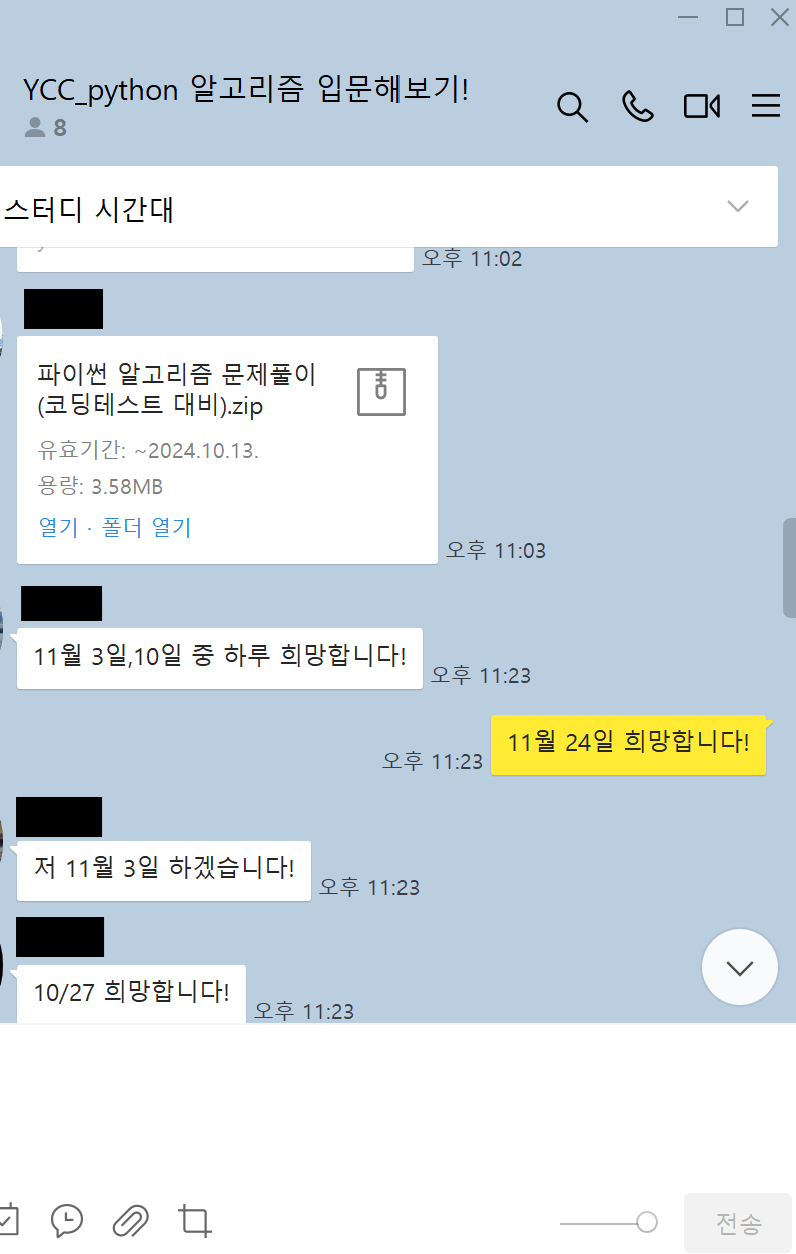 YCC_python 알고리즘 입문해보기!
8
스터디 시간대
오후 11:02
파이썬 알고리즘 문제풀이
(코딩테스트 대비).zip
유효기간: ~2024.10.13.
용량: 3.58MB
열기 · 폴더 열기
오후 11:03
11월 3일,10일 중 하루 희망합니다!
오후 11:23
11월 24일 희망합니다!
오후 11:23
저 11월 3일 하겠습니다!
오후 11:23
10/27 희망합니다!
오후 11:23
전송